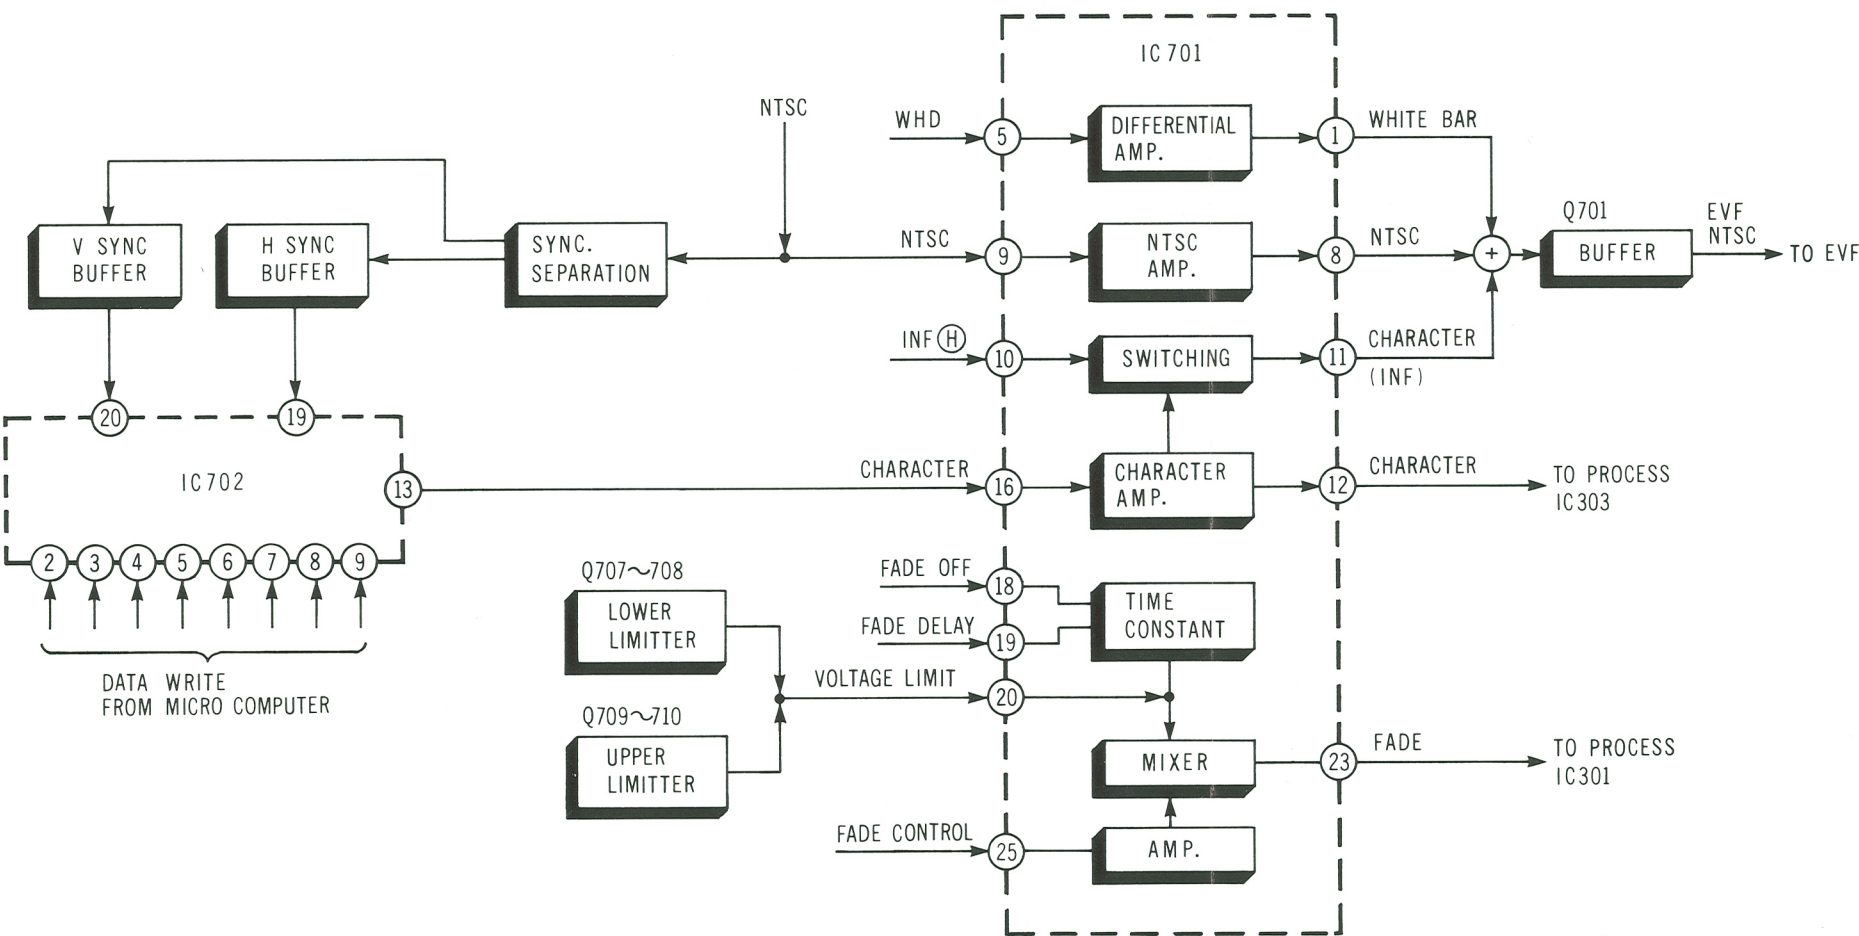 IC701
NTSC
WHD
5
DIFFERENTIAL
AMP.
1
WHITE BAR
V SYNC
BUFFER
H SYNC
BUFFER
SYNC.
SEPARATION
NTSC
9
NTSC
AMP.
8
NTSC
+
Q701
BUFFER
EVF
NTSC
TO EVF
INF Ⓗ
10
SWITCHING
11
CHARACTER
(INF)
20
19
IC702
13
CHARACTER
16
CHARACTER
AMP.
12
CHARACTER
TO PROCESS
IC303
2 3 4 5 6 7 8 9
DATA WRITE
FROM MICRO COMPUTER
Q707~708
LOWER
LIMITTER
Q709~710
UPPER
LIMITTER
FADE OFF
18
FADE DELAY
19
TIME
CONSTANT
VOLTAGE LIMIT
20
MIXER
23
FADE
TO PROCESS
IC301
FADE CONTROL
25
AMP.